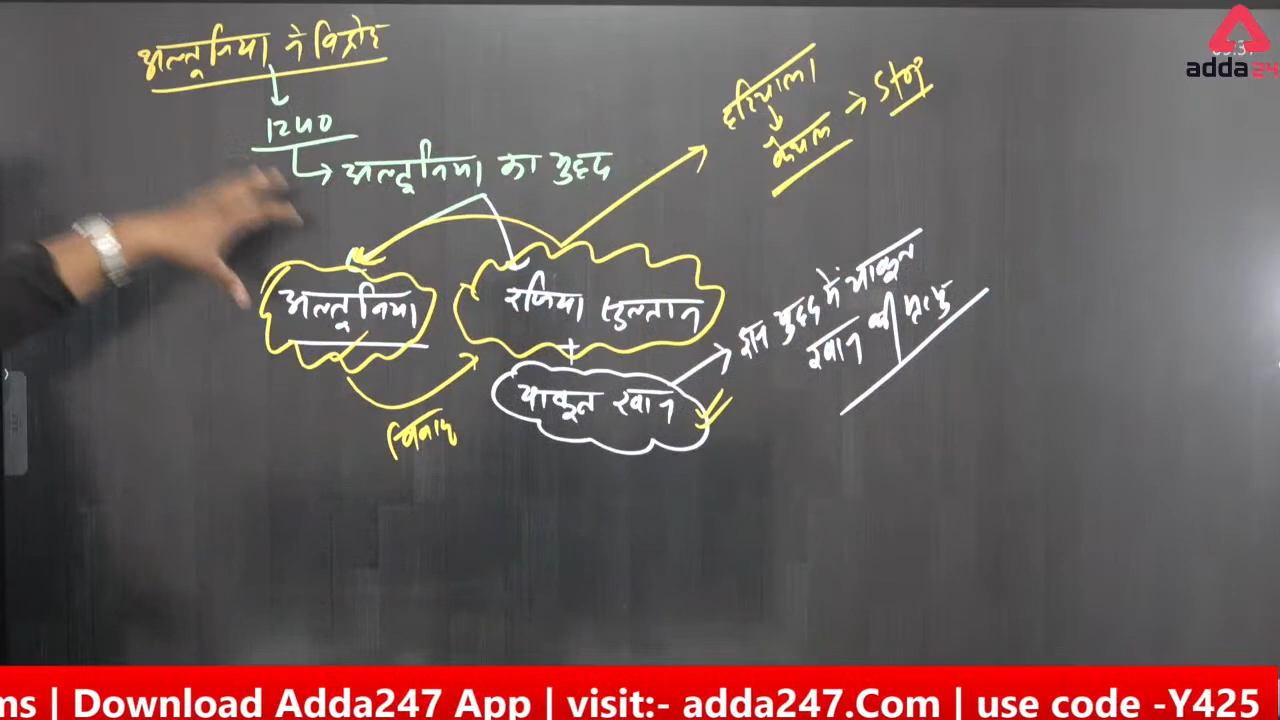 अल्तूनिया ने विद्रोह
1240
अल्तूनिया का युद्ध
हरियाणा
कैथल → Stop
अल्तूनिया
रजिया सुल्तान
+
याकूत खान
इस युद्ध में याकूत
खान की मृत्यु
विवाह
adda24
ms | Download Adda247 App | visit:- adda247.Com | use code -Y425